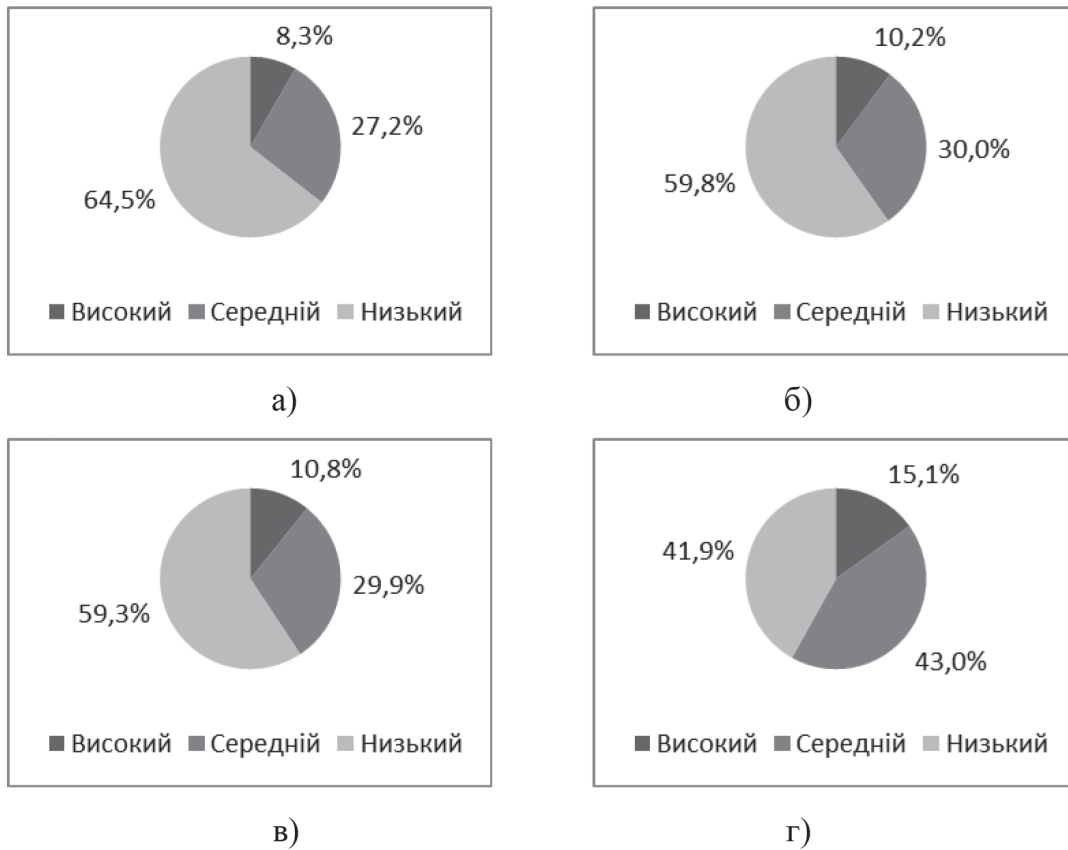 8,3%
27,2%
64,5%
Високий Середній Низький
а)
10,2%
30,0%
59,8%
Високий Середній Низький
б)
10,8%
29,9%
59,3%
Високий Середній Низький
в)
15,1%
41,9%
43,0%
Високий Середній Низький
г)